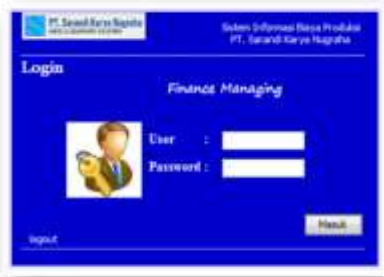 PT. Sarandi Karya Nugraha
Sistem Informasi Biaya Produksi
PT. Sarandi Karya Nugraha
Login
Finance Managing
User :
Password :
Masuk
logout